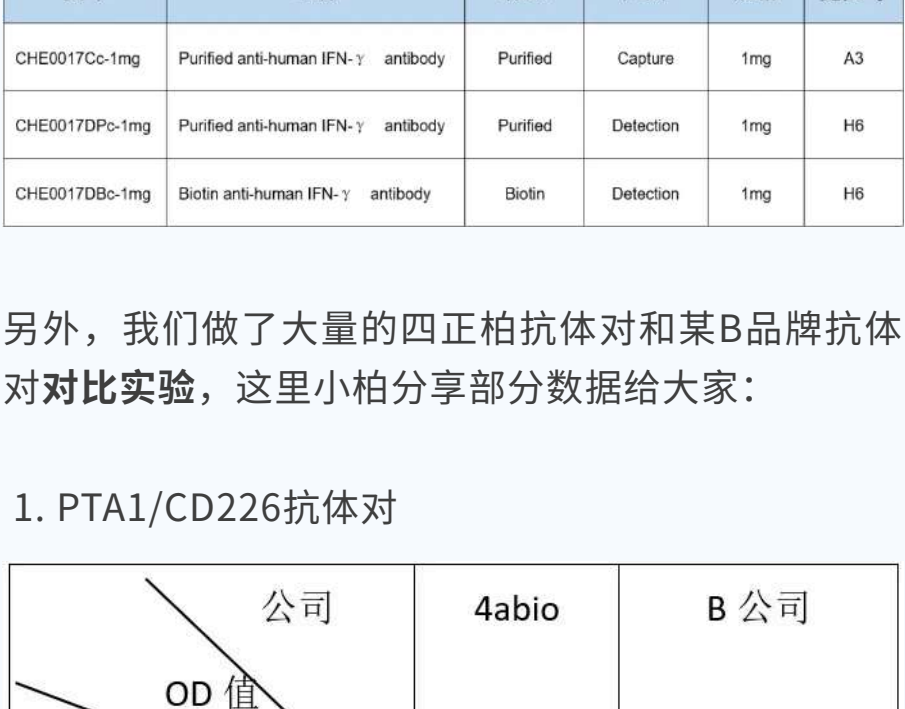 CHE0017Cc-1mg Purified anti-human IFN-γ antibody Purified Capture 1mg A3
CHE0017DPc-1mg Purified anti-human IFN-γ antibody Purified Detection 1mg H6
CHE0017DBc-1mg Biotin anti-human IFN-γ antibody Biotin Detection 1mg H6
另外，我们做了大量的四正柏抗体对和某B品牌抗体
对对比实验，这里小柏分享部分数据给大家：
1. PTA1/CD226抗体对
公司 4abio B 公司
OD 值